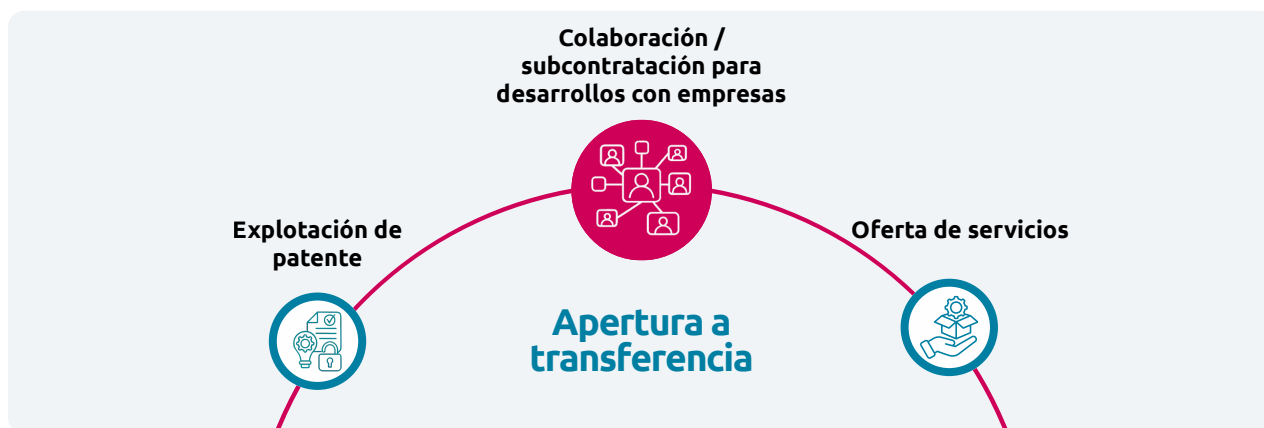 Colaboración /
subcontratación para
desarrollos con empresas
Explotación de
patente
Oferta de servicios
Apertura a
transferencia